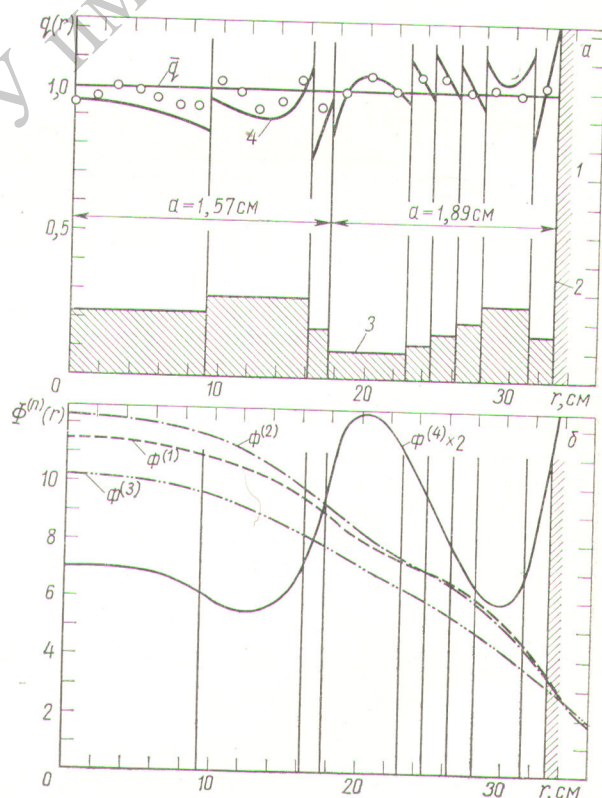 У ИМ
q(r)
q̄
a
1,0
4
1
a = 1,57 см
a = 1,89 см
0,5
2
3
0
10
20
30
r, см
Φ⁽ⁿ⁾(r)
Φ⁽²⁾
Φ⁽⁴⁾×2
δ
Φ⁽¹⁾
10
Φ⁽³⁾
8
6
4
2
0
10
20
30
r, см